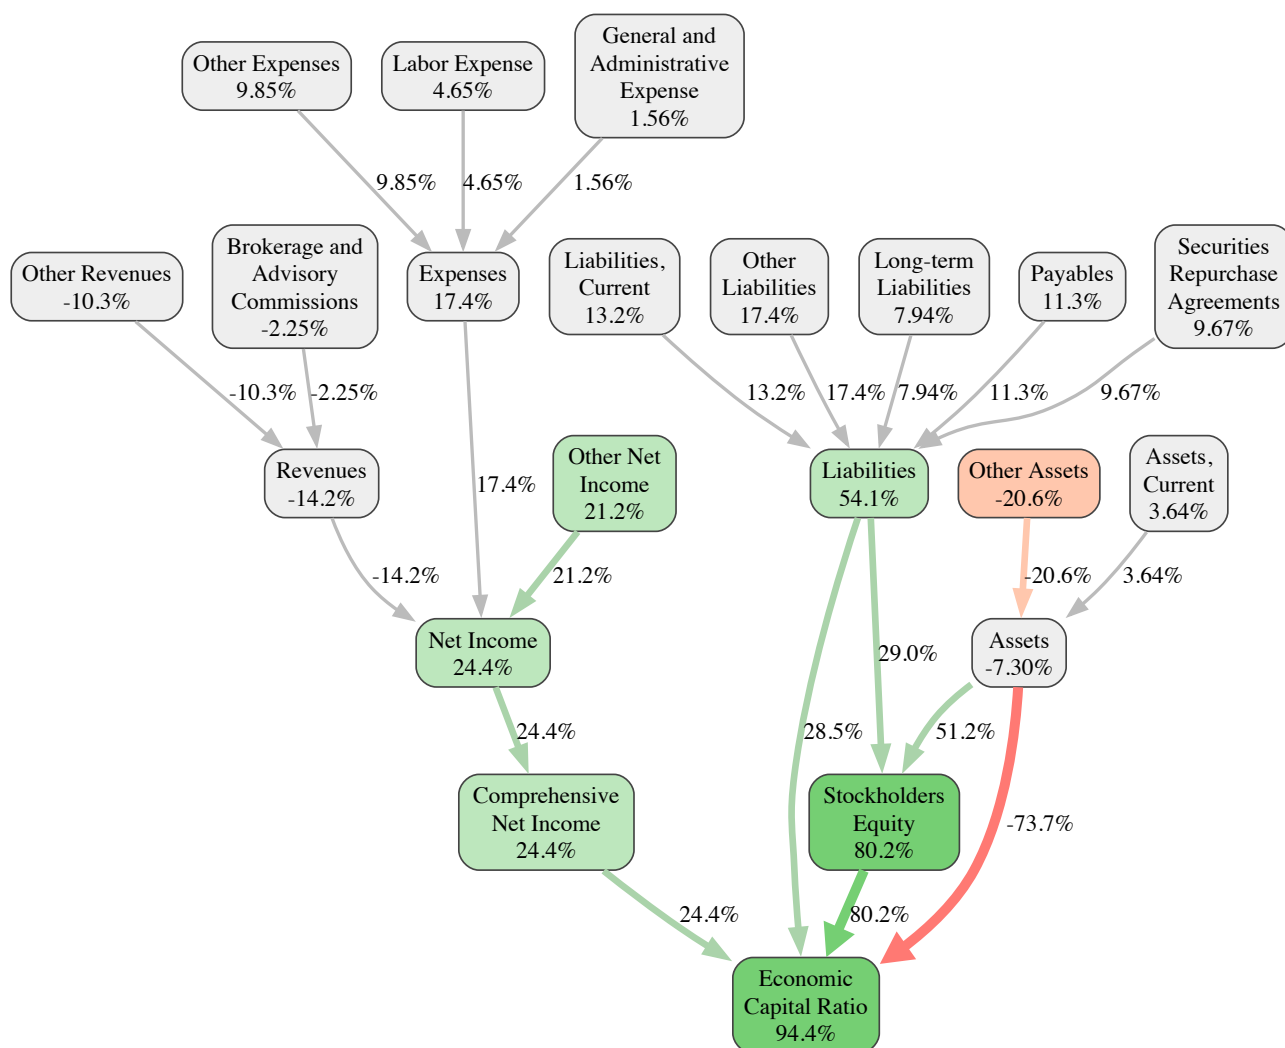 Other Expenses
9.85%
Labor Expense
4.65%
General and
Administrative
Expense
1.56%
9.85%
4.65%
1.56%
Other Revenues
-10.3%
Brokerage and
Advisory
Commissions
-2.25%
Expenses
17.4%
Liabilities,
Current
13.2%
Other
Liabilities
17.4%
Long-term
Liabilities
7.94%
Payables
11.3%
Securities
Repurchase
Agreements
9.67%
-10.3%
-2.25%
13.2%
17.4%
7.94%
11.3%
9.67%
Revenues
-14.2%
17.4%
Other Net
Income
21.2%
Liabilities
54.1%
Other Assets
-20.6%
Assets,
Current
3.64%
-14.2%
21.2%
-20.6%
3.64%
Net Income
24.4%
29.0%
Assets
-7.30%
24.4%
28.5%
51.2%
Comprehensive
Net Income
24.4%
Stockholders
Equity
80.2%
-73.7%
24.4%
80.2%
Economic
Capital Ratio
94.4%